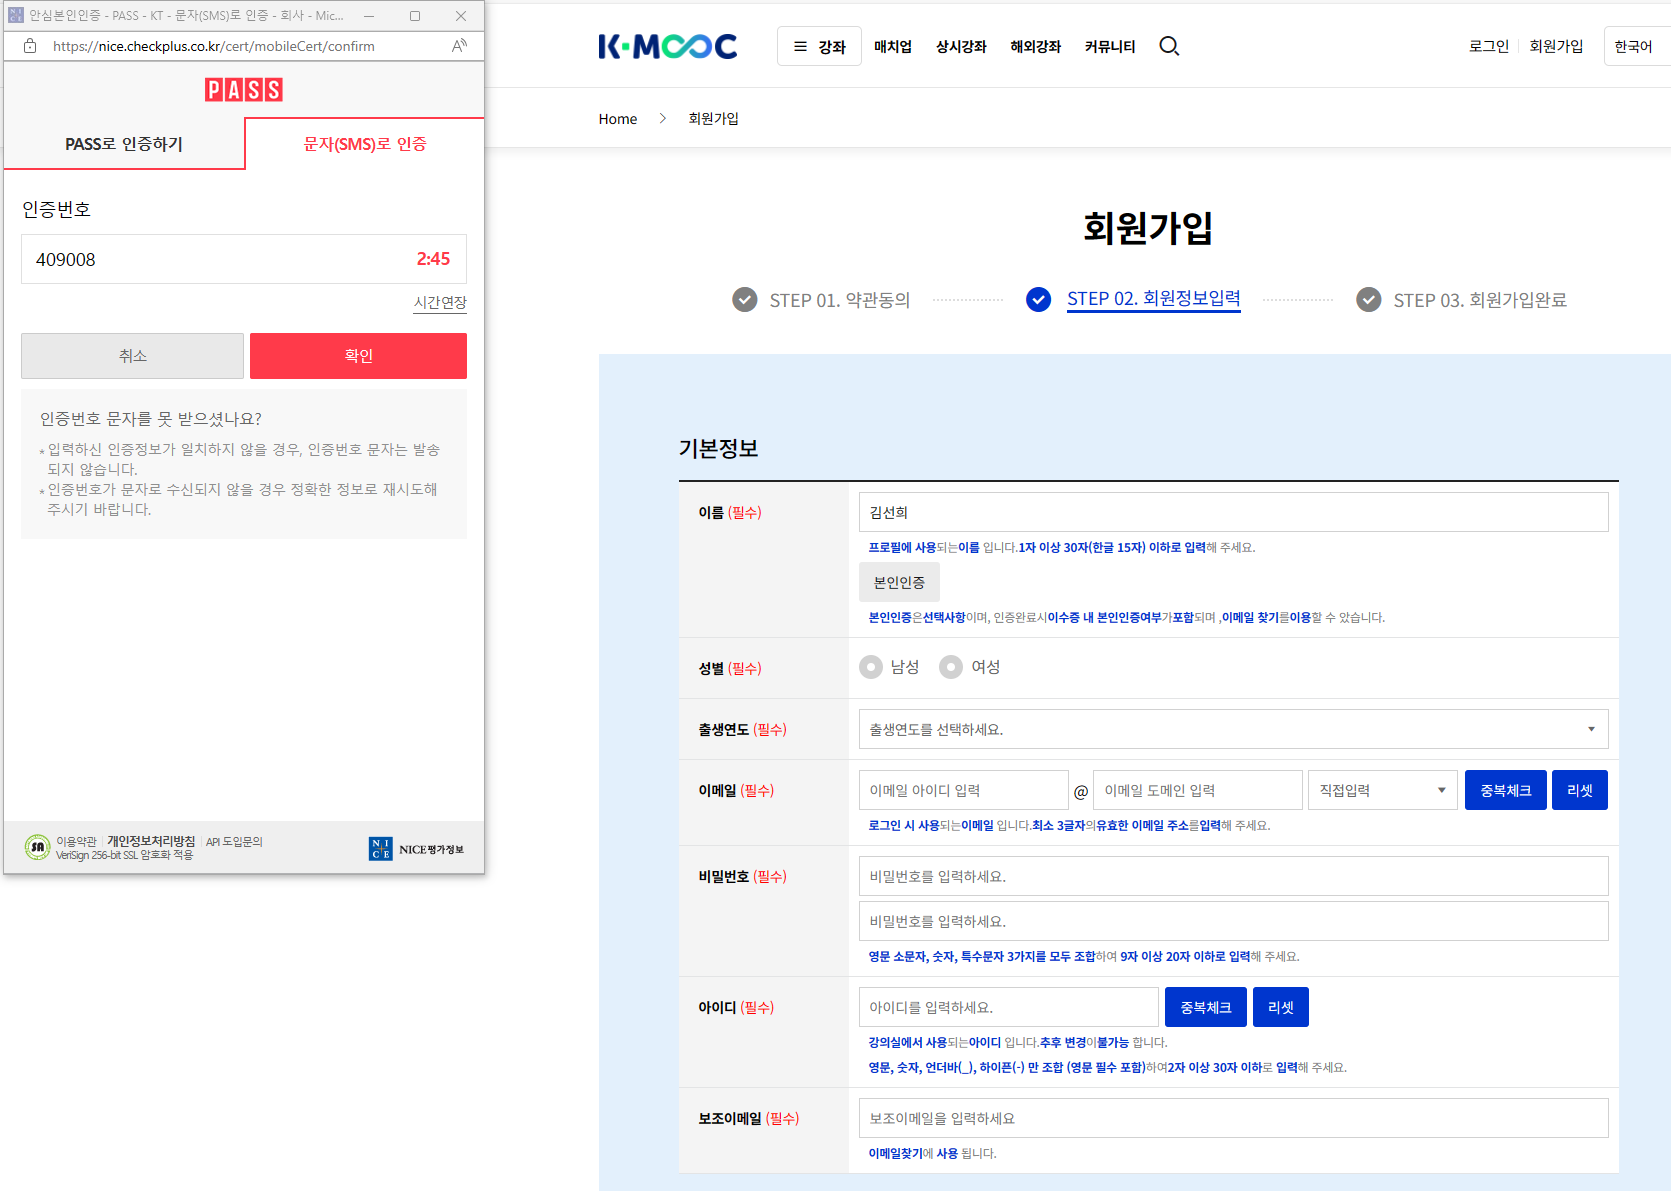 안심본인인증 - PASS - KT - 문자(SMS)로 인증 - 회사 - Mic...
https://nice.checkplus.co.kr/cert/mobileCert/confirm
PASS
PASS로 인증하기
문자(SMS)로 인증
인증번호
409008
2:45
시간연장
취소
확인
인증번호 문자를 못 받으셨나요?
* 입력하신 인증정보가 일치하지 않을 경우, 인증번호 문자는 발송
되지 않습니다.
* 인증번호가 문자로 수신되지 않을 경우 정확한 정보로 재시도해
주시기 바랍니다.
이용약관 | 개인정보처리방침 | API 도입문의
VeriSign 256-bit SSL 암호화 적용
NICE평가정보
K-MOOC
강좌
매치업
상시강좌
해외강좌
커뮤니티
로그인
회원가입
한국어
Home > 회원가입
회원가입
STEP 01. 약관동의
STEP 02. 회원정보입력
STEP 03. 회원가입완료
기본정보
이름 (필수)
김선희
프로필에 사용되는이름 입니다.1자 이상 30자(한글 15자) 이하로 입력해 주세요.
본인인증
본인인증은선택사항이며, 인증완료시이수증 내 본인인증여부가포함되며 ,이메일 찾기를이용할 수 았습니다.
성별 (필수)
남성
여성
출생연도 (필수)
출생연도를 선택하세요.
이메일 (필수)
이메일 아이디 입력
@
이메일 도메인 입력
직접입력
중복체크
리셋
로그인 시 사용되는이메일 입니다.최소 3글자의유효한 이메일 주소를입력해 주세요.
비밀번호 (필수)
비밀번호를 입력하세요.
비밀번호를 입력하세요.
영문 소문자, 숫자, 특수문자 3가지를 모두 조합하여 9자 이상 20자 이하로 입력해 주세요.
아이디 (필수)
아이디를 입력하세요.
중복체크
리셋
강의실에서 사용되는아이디 입니다.추후 변경이불가능 합니다.
영문, 숫자, 언더바(_), 하이픈(-) 만 조합 (영문 필수 포함)하여2자 이상 30자 이하로 입력해 주세요.
보조이메일 (필수)
보조이메일을 입력하세요
이메일찾기에 사용 됩니다.